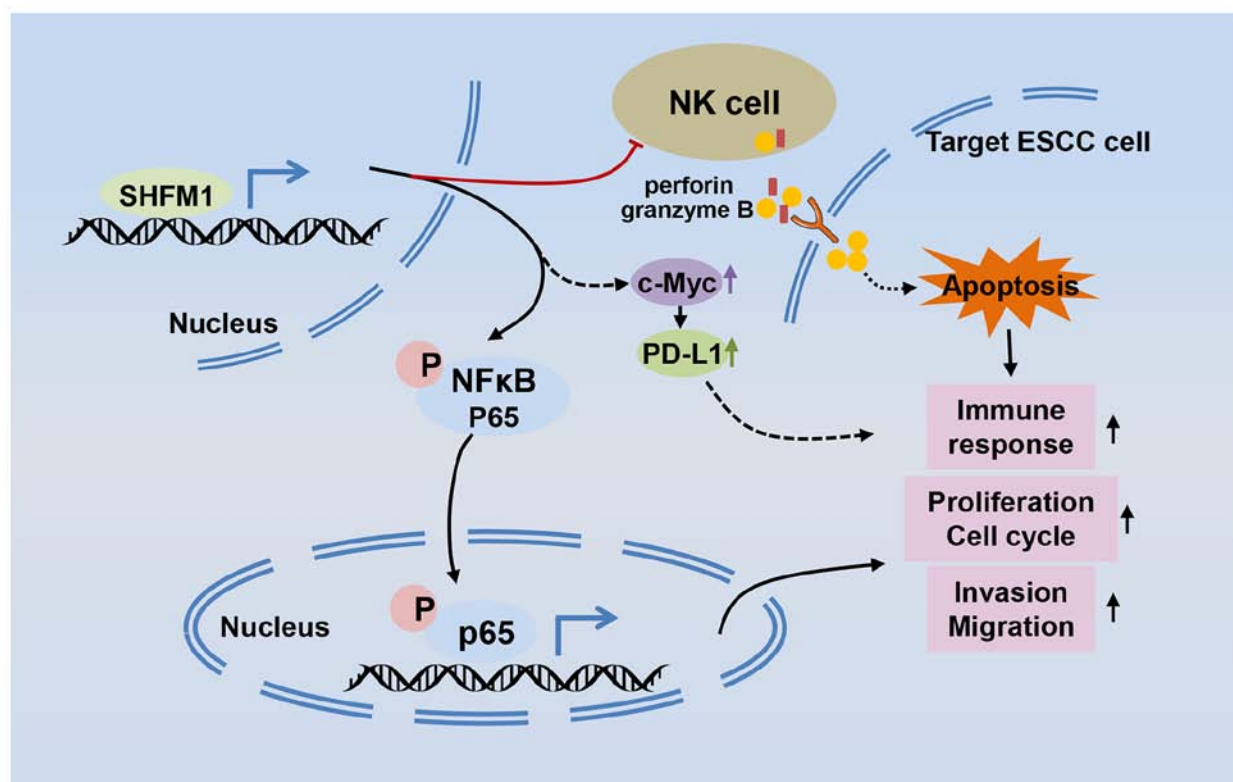 NK cell
Target ESCC cell
SHFM1
perforin
granzyme B
c-Myc
Apoptosis
Nucleus
PD-L1
P
NFκB
P65
Immune
response
Proliferation
Cell cycle
Invasion
Migration
P
Nucleus
p65